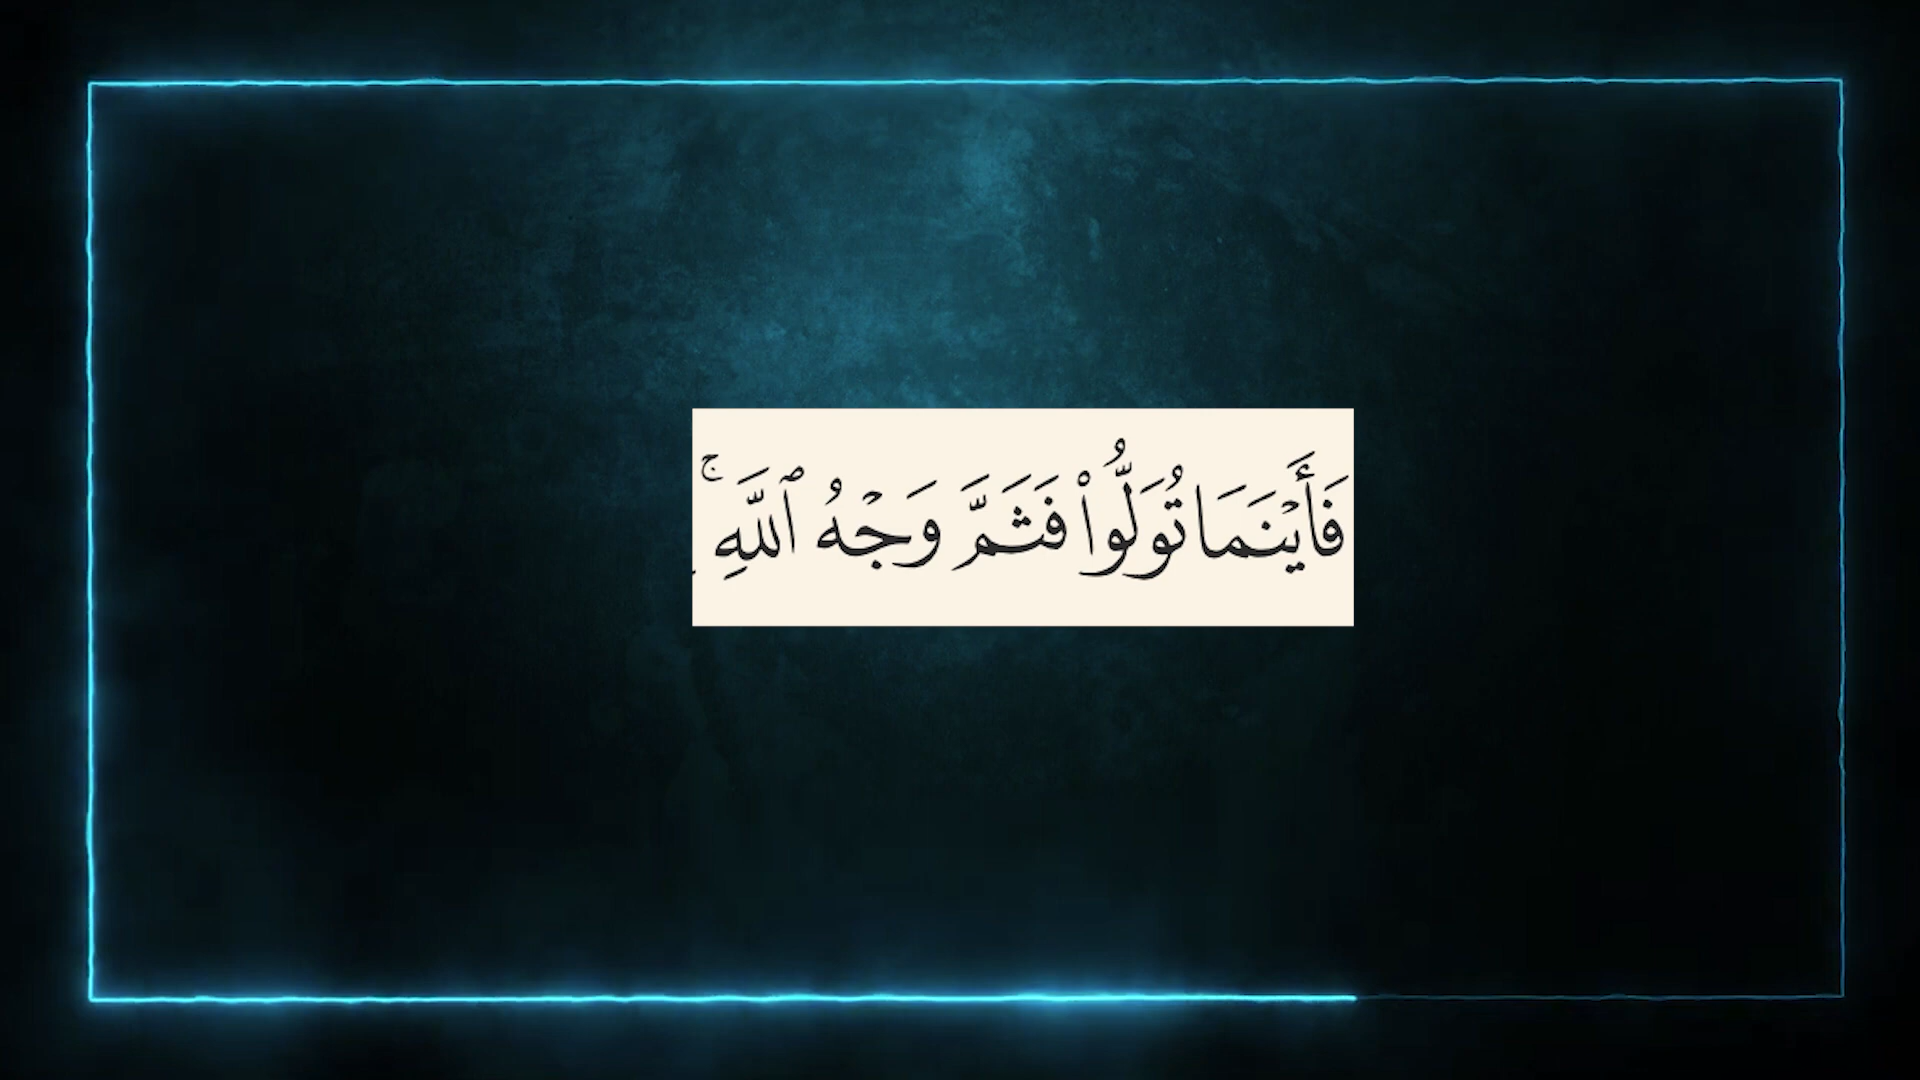 فَأَيْنَمَا تُوَلُّوا۟ فَثَمَّ وَجْهُ ٱللَّهِ ۚ